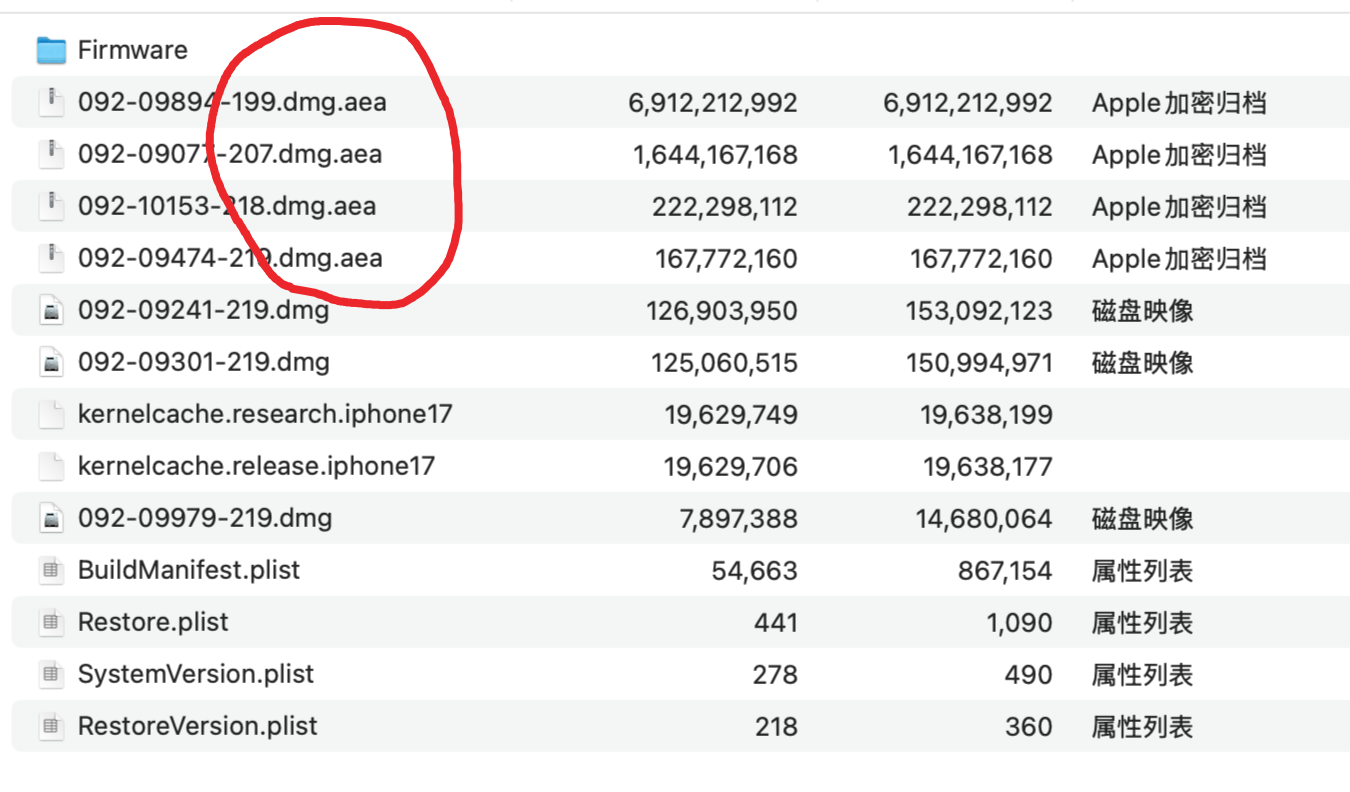 Firmware
092-09894-199.dmg.aea 6,912,212,992 6,912,212,992 Apple加密归档
092-09077-207.dmg.aea 1,644,167,168 1,644,167,168 Apple加密归档
092-10153-218.dmg.aea 222,298,112 222,298,112 Apple加密归档
092-09474-219.dmg.aea 167,772,160 167,772,160 Apple加密归档
092-09241-219.dmg 126,903,950 153,092,123 磁盘映像
092-09301-219.dmg 125,060,515 150,994,971 磁盘映像
kernelcache.research.iphone17 19,629,749 19,638,199
kernelcache.release.iphone17 19,629,706 19,638,177
092-09979-219.dmg 7,897,388 14,680,064 磁盘映像
BuildManifest.plist 54,663 867,154 属性列表
Restore.plist 441 1,090 属性列表
SystemVersion.plist 278 490 属性列表
RestoreVersion.plist 218 360 属性列表